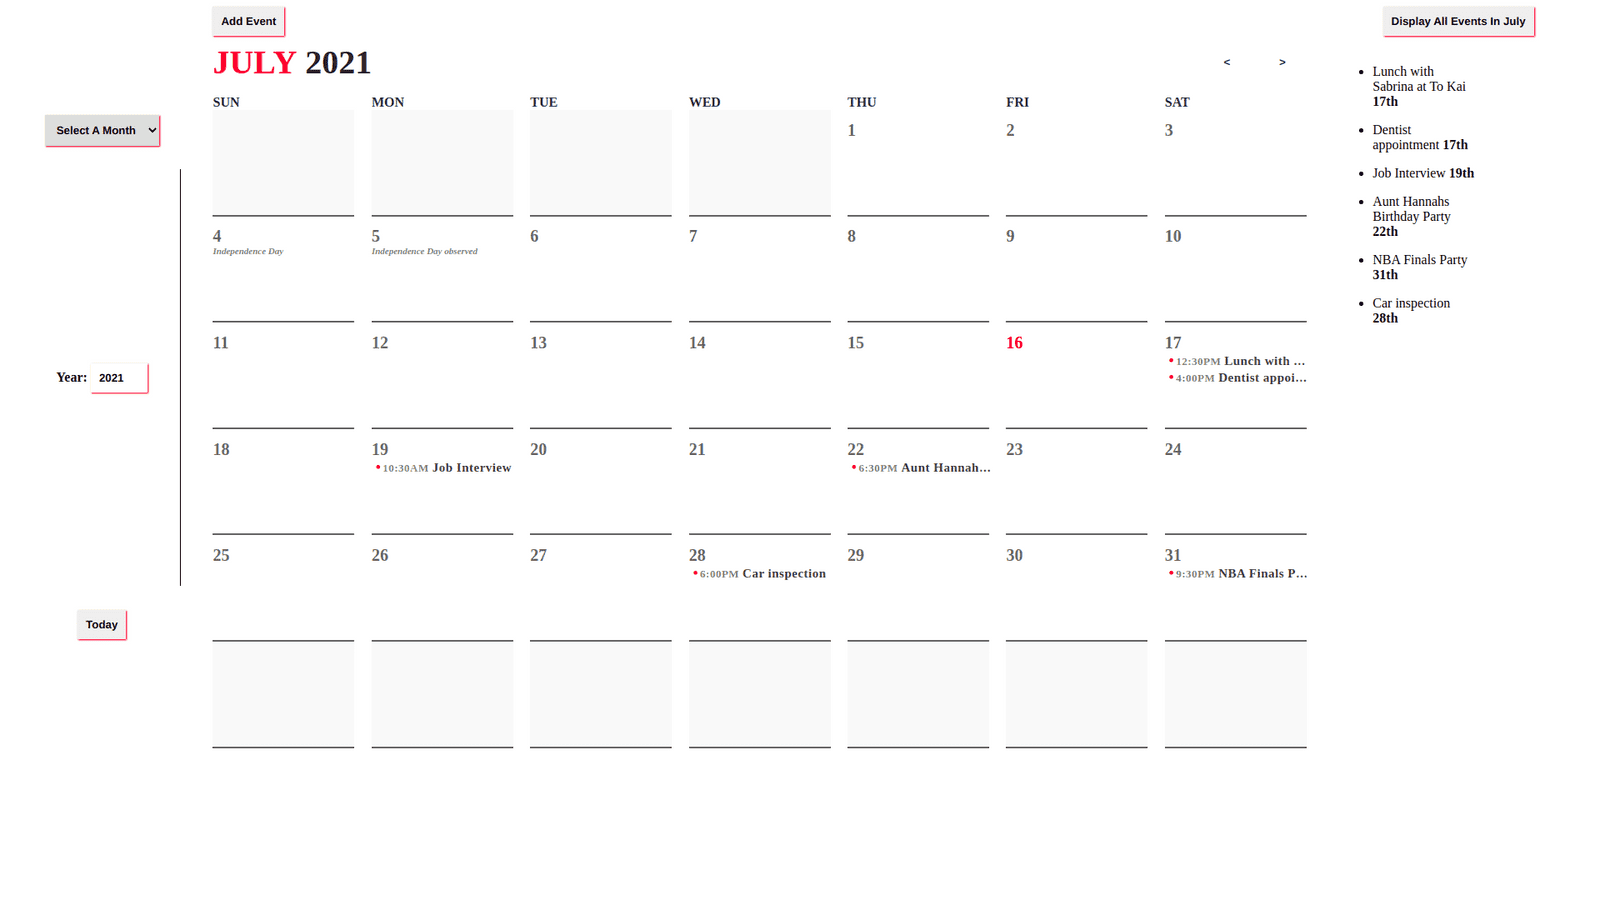 Add Event
Display All Events In July
JULY 2021
< >
SUN MON TUE WED THU FRI SAT
Select A Month
1 2 3
4 5 6 7 8 9 10
Independence Day Independence Day observed
11 12 13 14 15 16 17
12:30PM Lunch with ...
4:00PM Dentist appoi...
Year: 2021
18 19 20 21 22 23 24
10:30AM Job Interview 6:30PM Aunt Hannah...
25 26 27 28 29 30 31
6:00PM Car inspection 9:30PM NBA Finals P...
Today
Lunch with
Sabrina at To Kai
17th
Dentist
appointment 17th
Job Interview 19th
Aunt Hannahs
Birthday Party
22th
NBA Finals Party
31th
Car inspection
28th